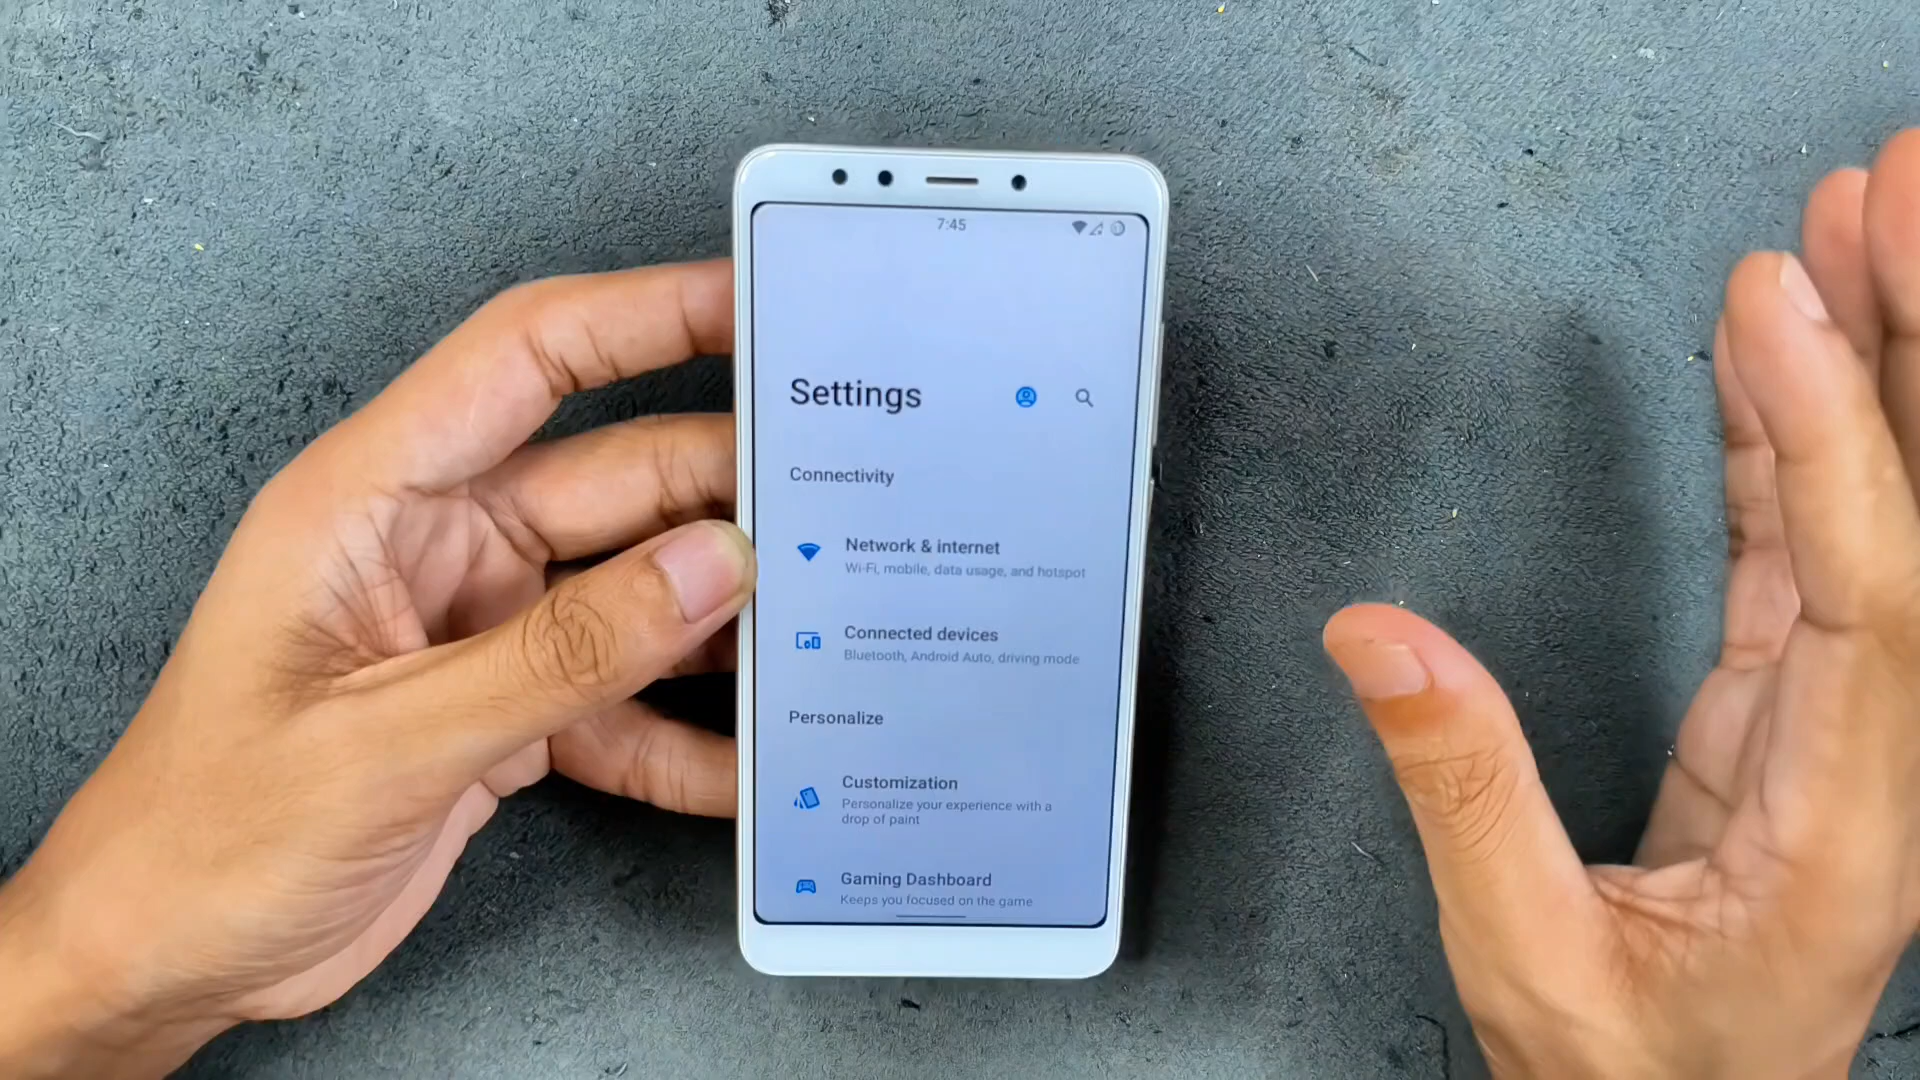 7:45
Settings
Connectivity
Network & internet
Wi-Fi, mobile, data usage, and hotspot
Connected devices
Bluetooth, Android Auto, driving mode
Personalize
Customization
Personalize your experience with a
drop of paint
Gaming Dashboard
Keeps you focused on the game